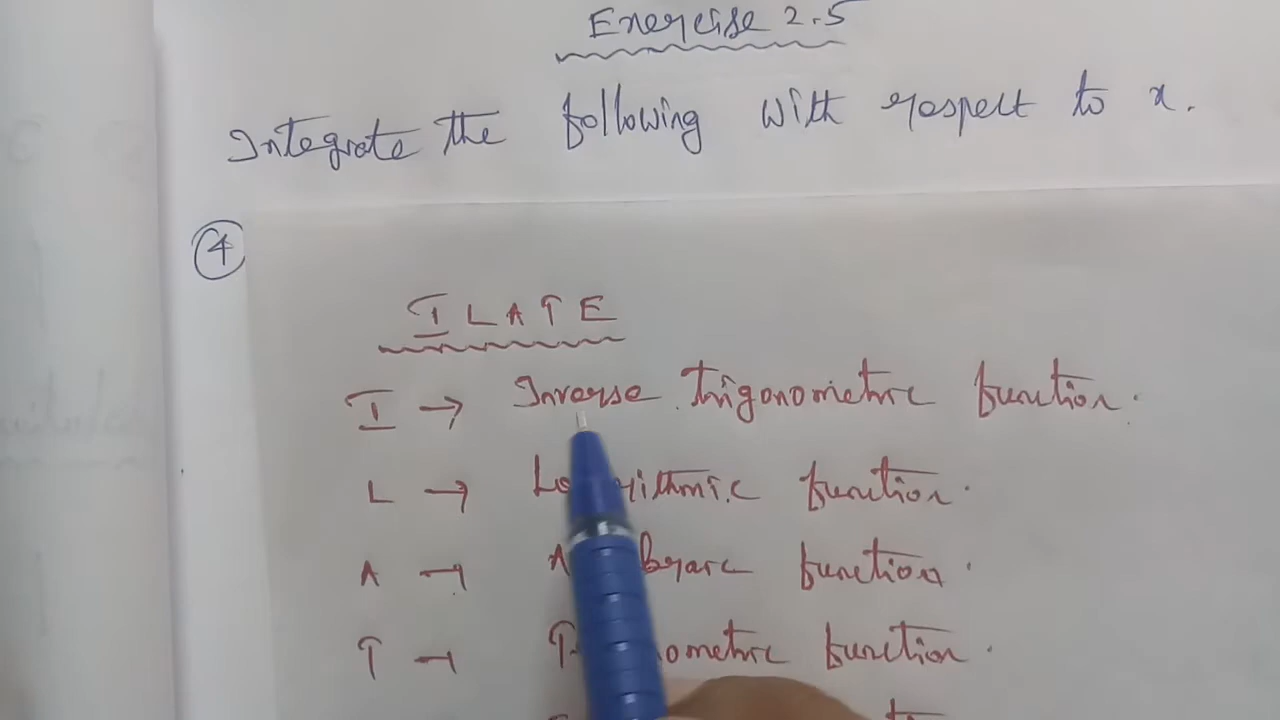 Exercise 2.5
Integrate the following with respect to x.
4
ILATE
I → Inverse trigonometric function.
L → function.
A → function.
T → function.